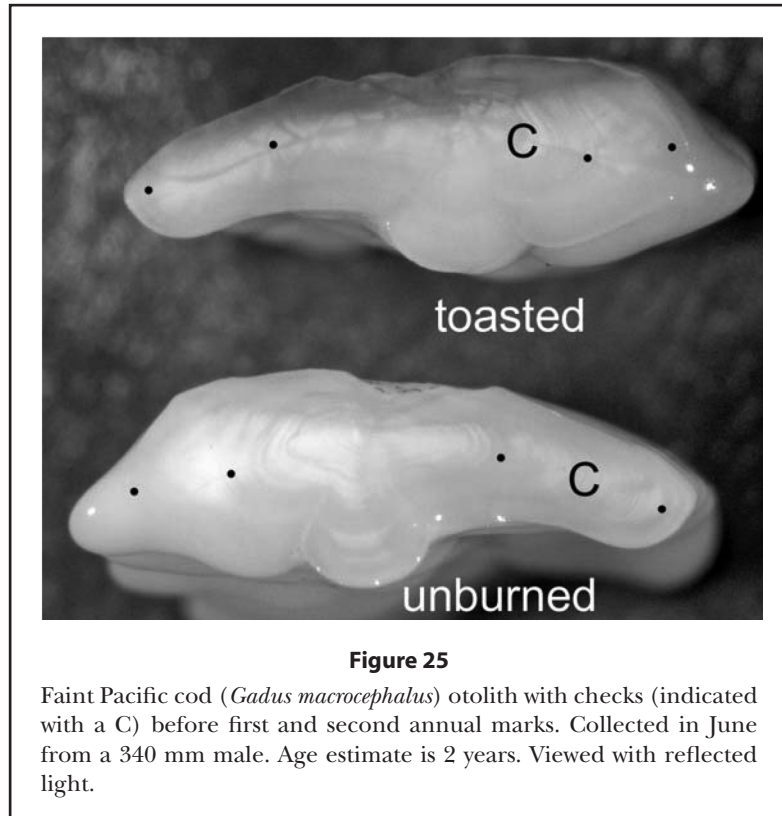 C
toasted
C
unburned
Figure 25
Faint Pacific cod (Gadus macrocephalus) otolith with checks (indicated
with a C) before first and second annual marks. Collected in June
from a 340 mm male. Age estimate is 2 years. Viewed with reflected
light.